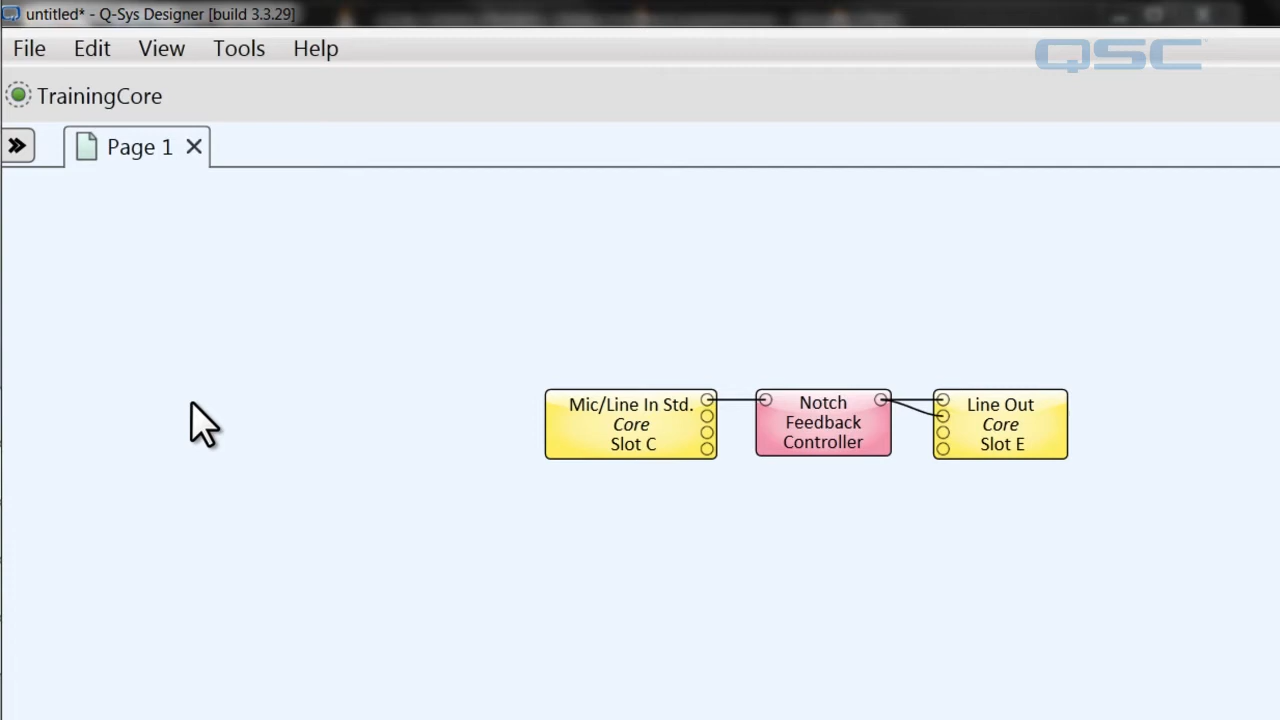 untitled* - Q-Sys Designer [build 3.3.29]
File Edit View Tools Help
QSC
TrainingCore
Page 1
Mic/Line In Std.
Core
Slot C
Notch
Feedback
Controller
Line Out
Core
Slot E